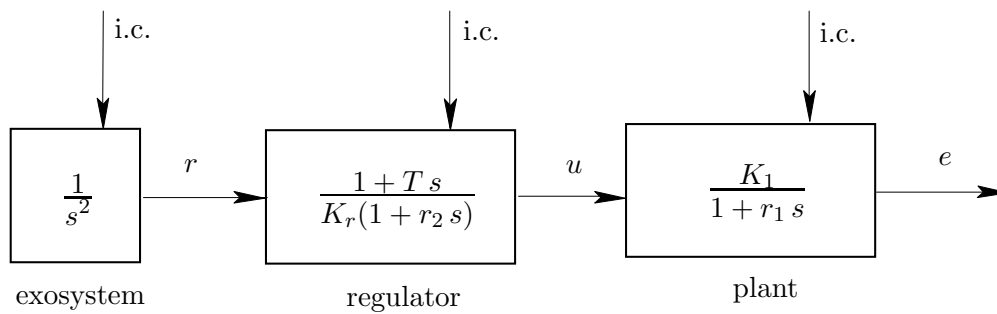 i.c.
i.c.
i.c.
r
u
e
1
s^2
1 + T s
K_r(1 + r_2 s)
K_1
1 + r_1 s
exosystem
regulator
plant